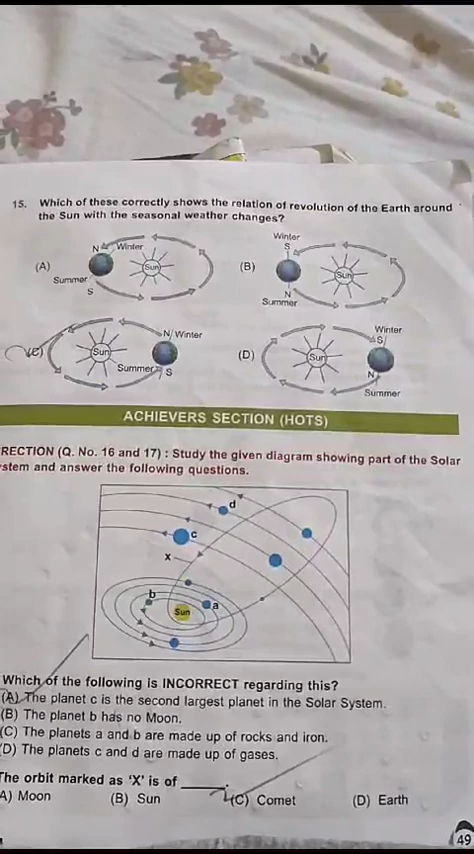 15. Which of these correctly shows the relation of revolution of the Earth around
the Sun with the seasonal weather changes?
(A)
N
Winter
Sun
Summer
S
(B)
Winter
S
Sun
N
Summer
(C)
N
Winter
Sun
Summer
S
(D)
Winter
S
Sun
N
Summer
ACHIEVERS SECTION (HOTS)
RECTION (Q. No. 16 and 17) : Study the given diagram showing part of the Solar
stem and answer the following questions.
d
c
x
b
a
Sun
Which of the following is INCORRECT regarding this?
(A) The planet c is the second largest planet in the Solar System.
(B) The planet b has no Moon.
(C) The planets a and b are made up of rocks and iron.
(D) The planets c and d are made up of gases.
The orbit marked as 'X' is of _____.
A) Moon (B) Sun (C) Comet (D) Earth
49